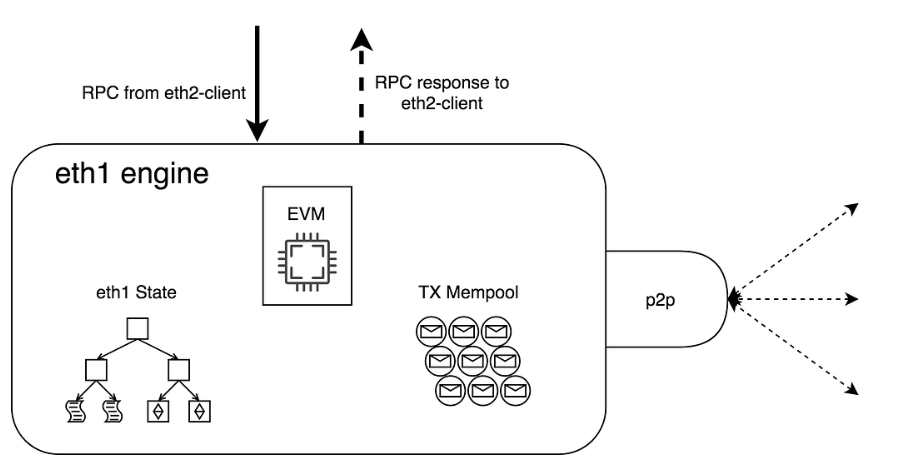 RPC from eth2-client
RPC response to
eth2-client
eth1 engine
EVM
eth1 State
TX Mempool
p2p